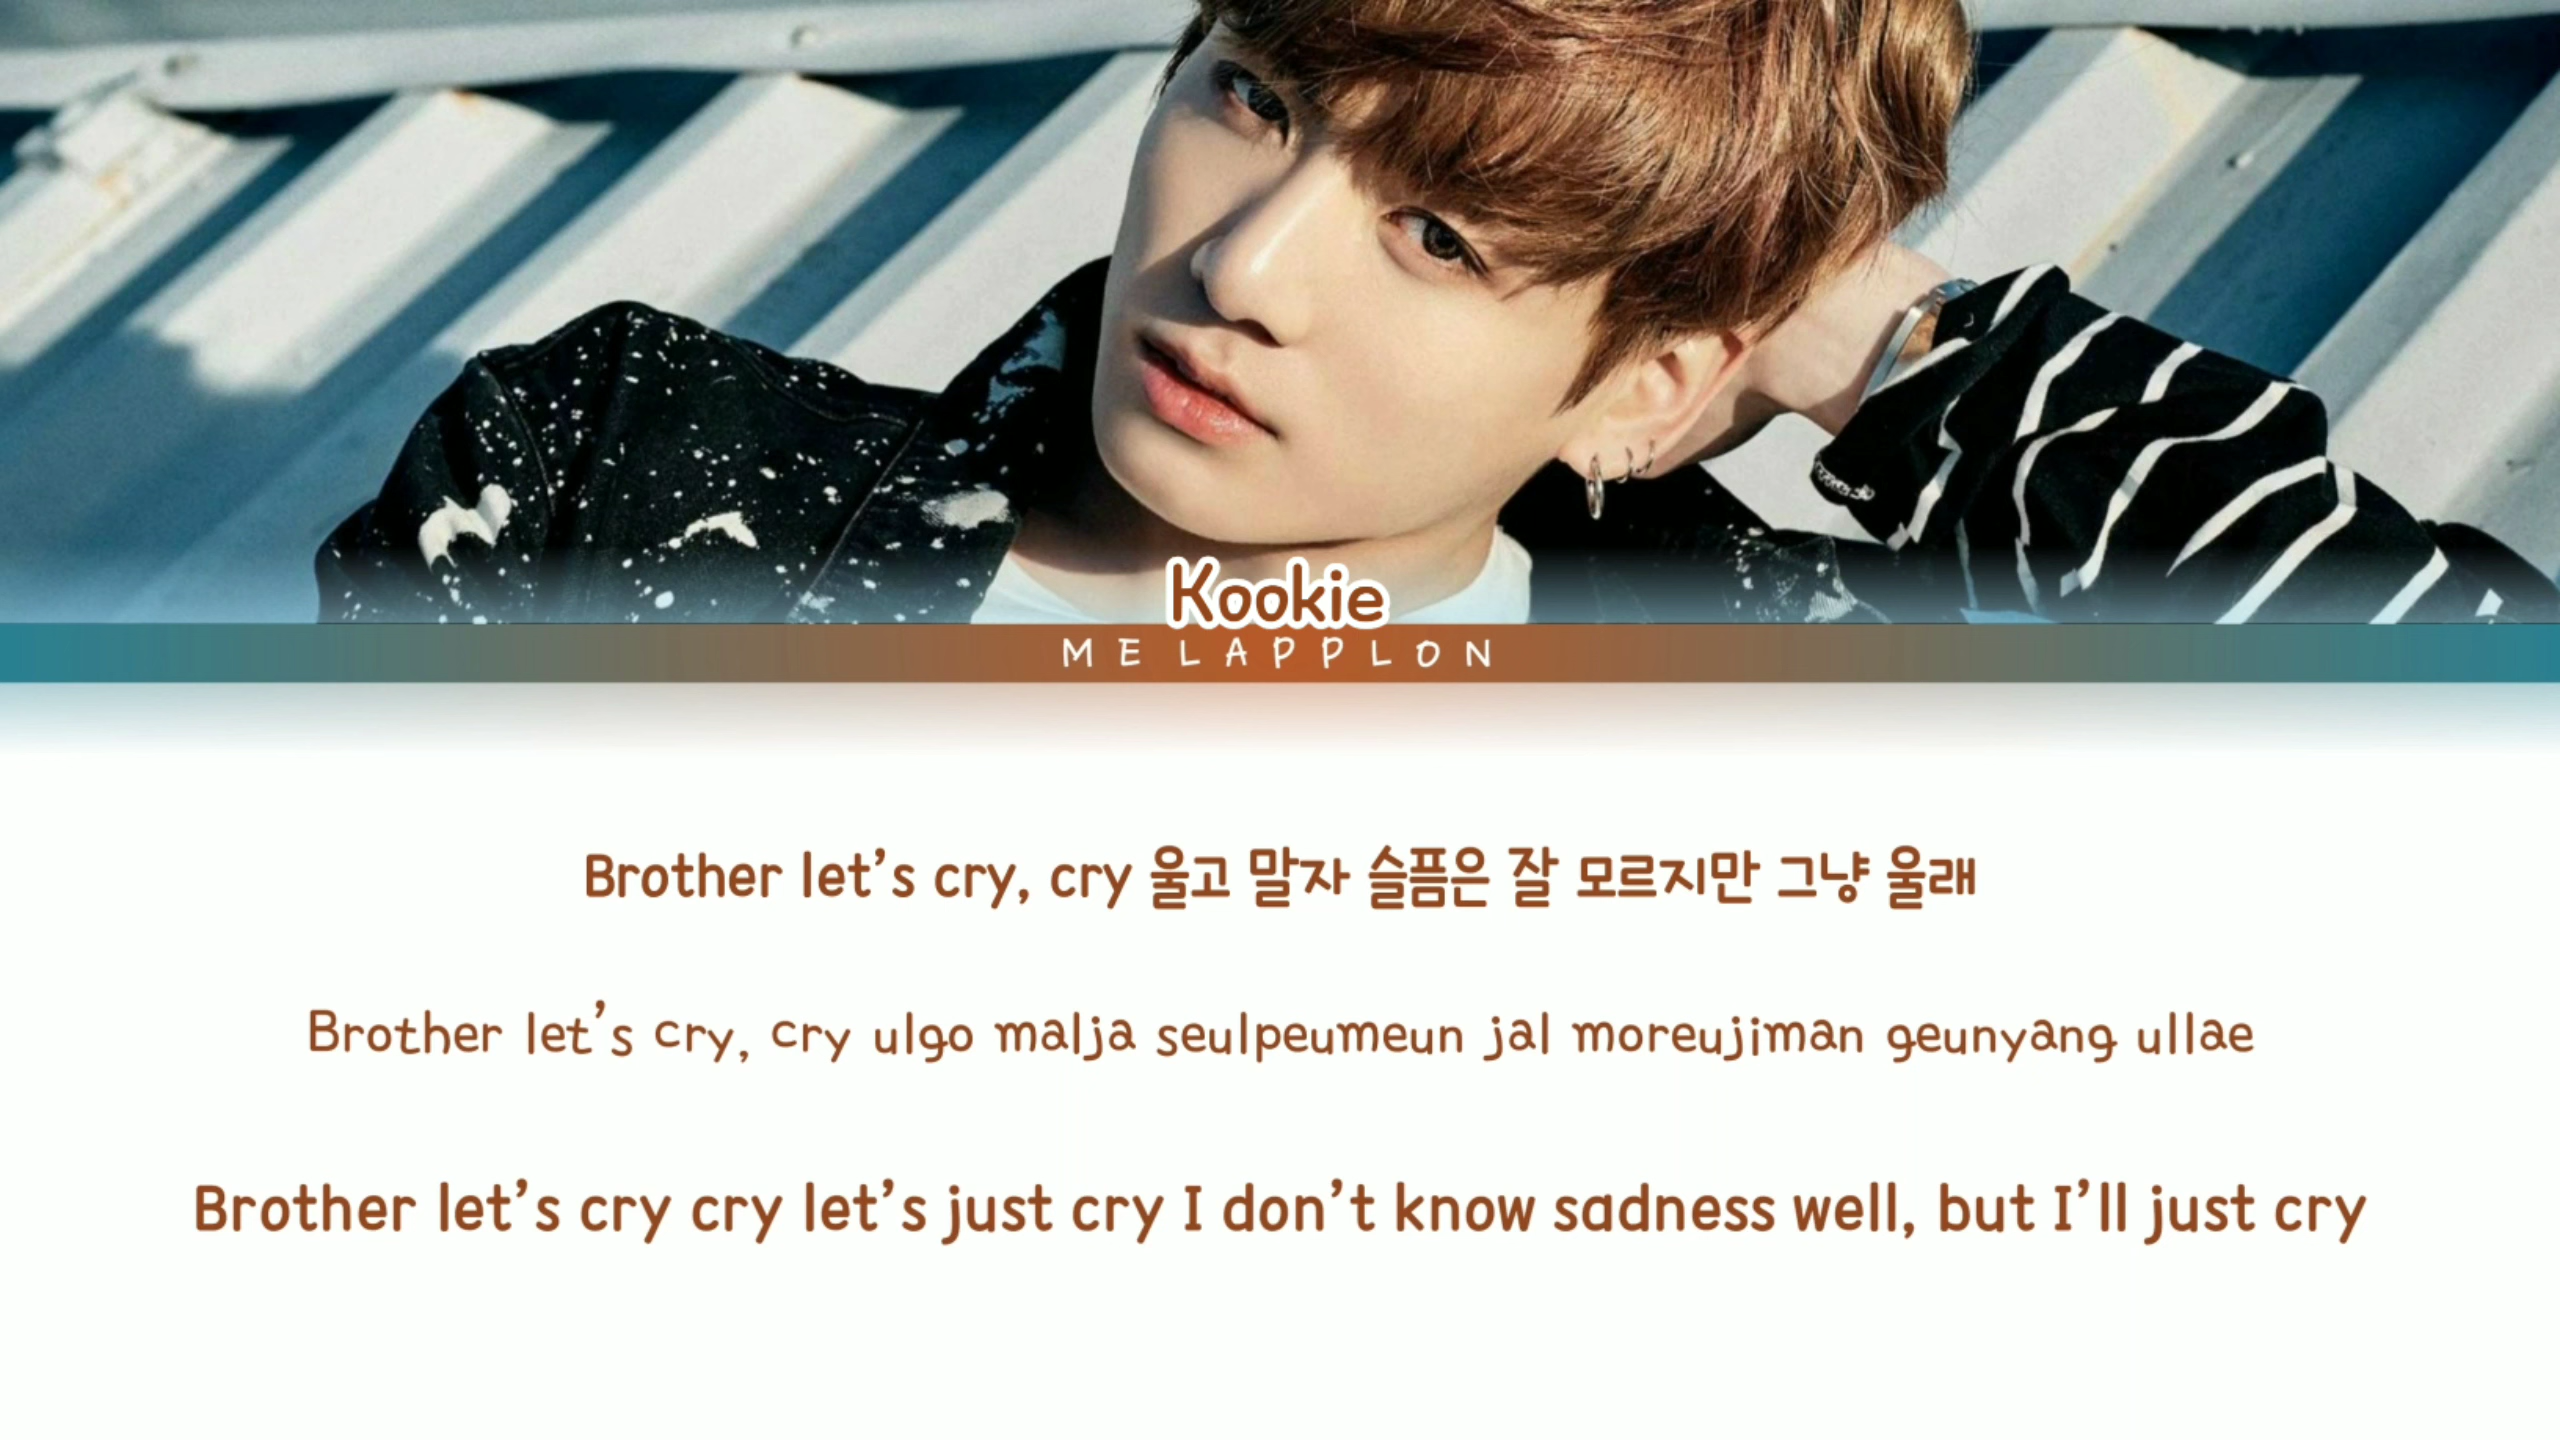 Kookie
MELAPPLON
Brother let’s cry, cry 울고 말자 슬픔은 잘 모르지만 그냥 울래
Brother let’s cry, cry ulgo malja seulpeumeun jal moreujiman geunyang ullae
Brother let’s cry cry let’s just cry I don’t know sadness well, but I’ll just cry